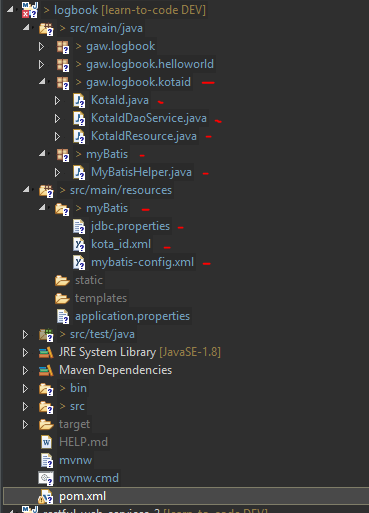 > logbook [learn-to-code DEV]
> src/main/java
> gaw.logbook
> gaw.logbook.helloworld
> gaw.logbook.kotaid
KotaId.java
KotaIdDaoService.java
KotaIdResource.java
> myBatis
MyBatisHelper.java
> src/main/resources
> myBatis
jdbc.properties
kota_id.xml
mybatis-config.xml
static
templates
application.properties
> src/test/java
JRE System Library [JavaSE-1.8]
Maven Dependencies
> bin
> src
target
HELP.md
mvnw
mvnw.cmd
pom.xml